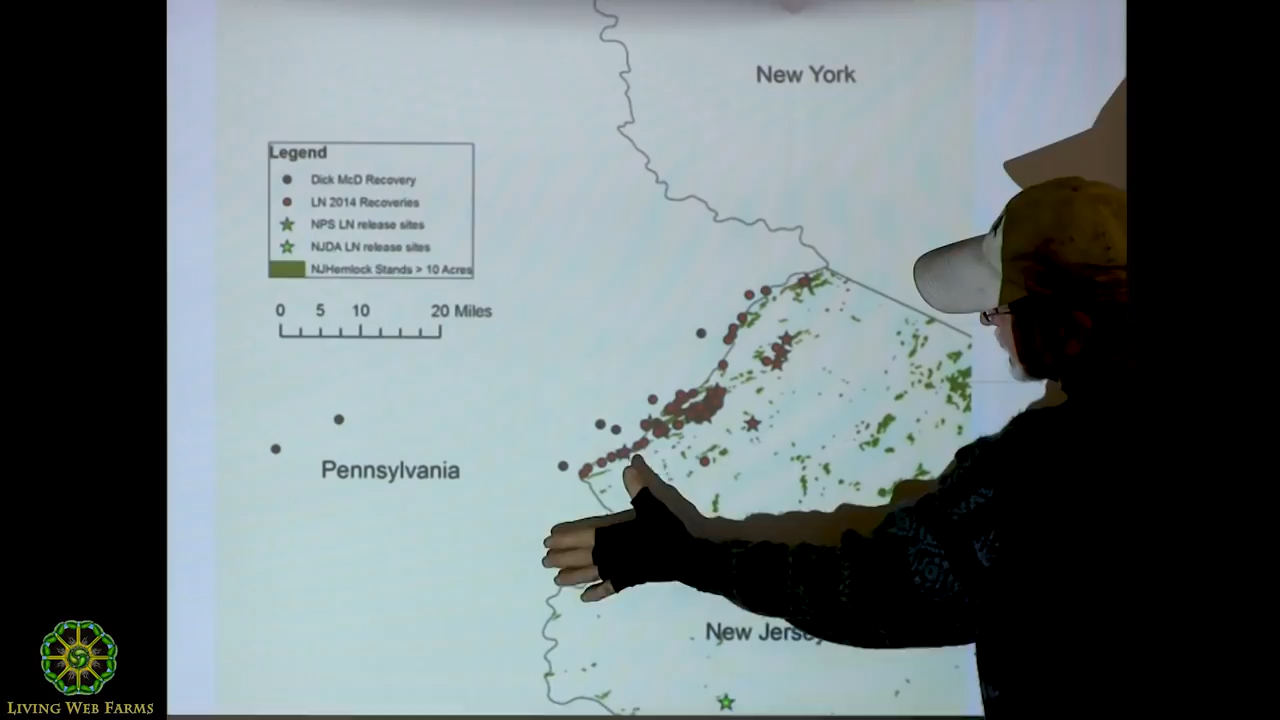 New York
Legend
Dick McD Recovery
LN 2014 Recoveries
NPS LN release sites
NJDA LN release sites
NJHemlock Stands > 10 Acres
0 5 10 20 Miles
Pennsylvania
New Jersey
LIVING WEB FARMS